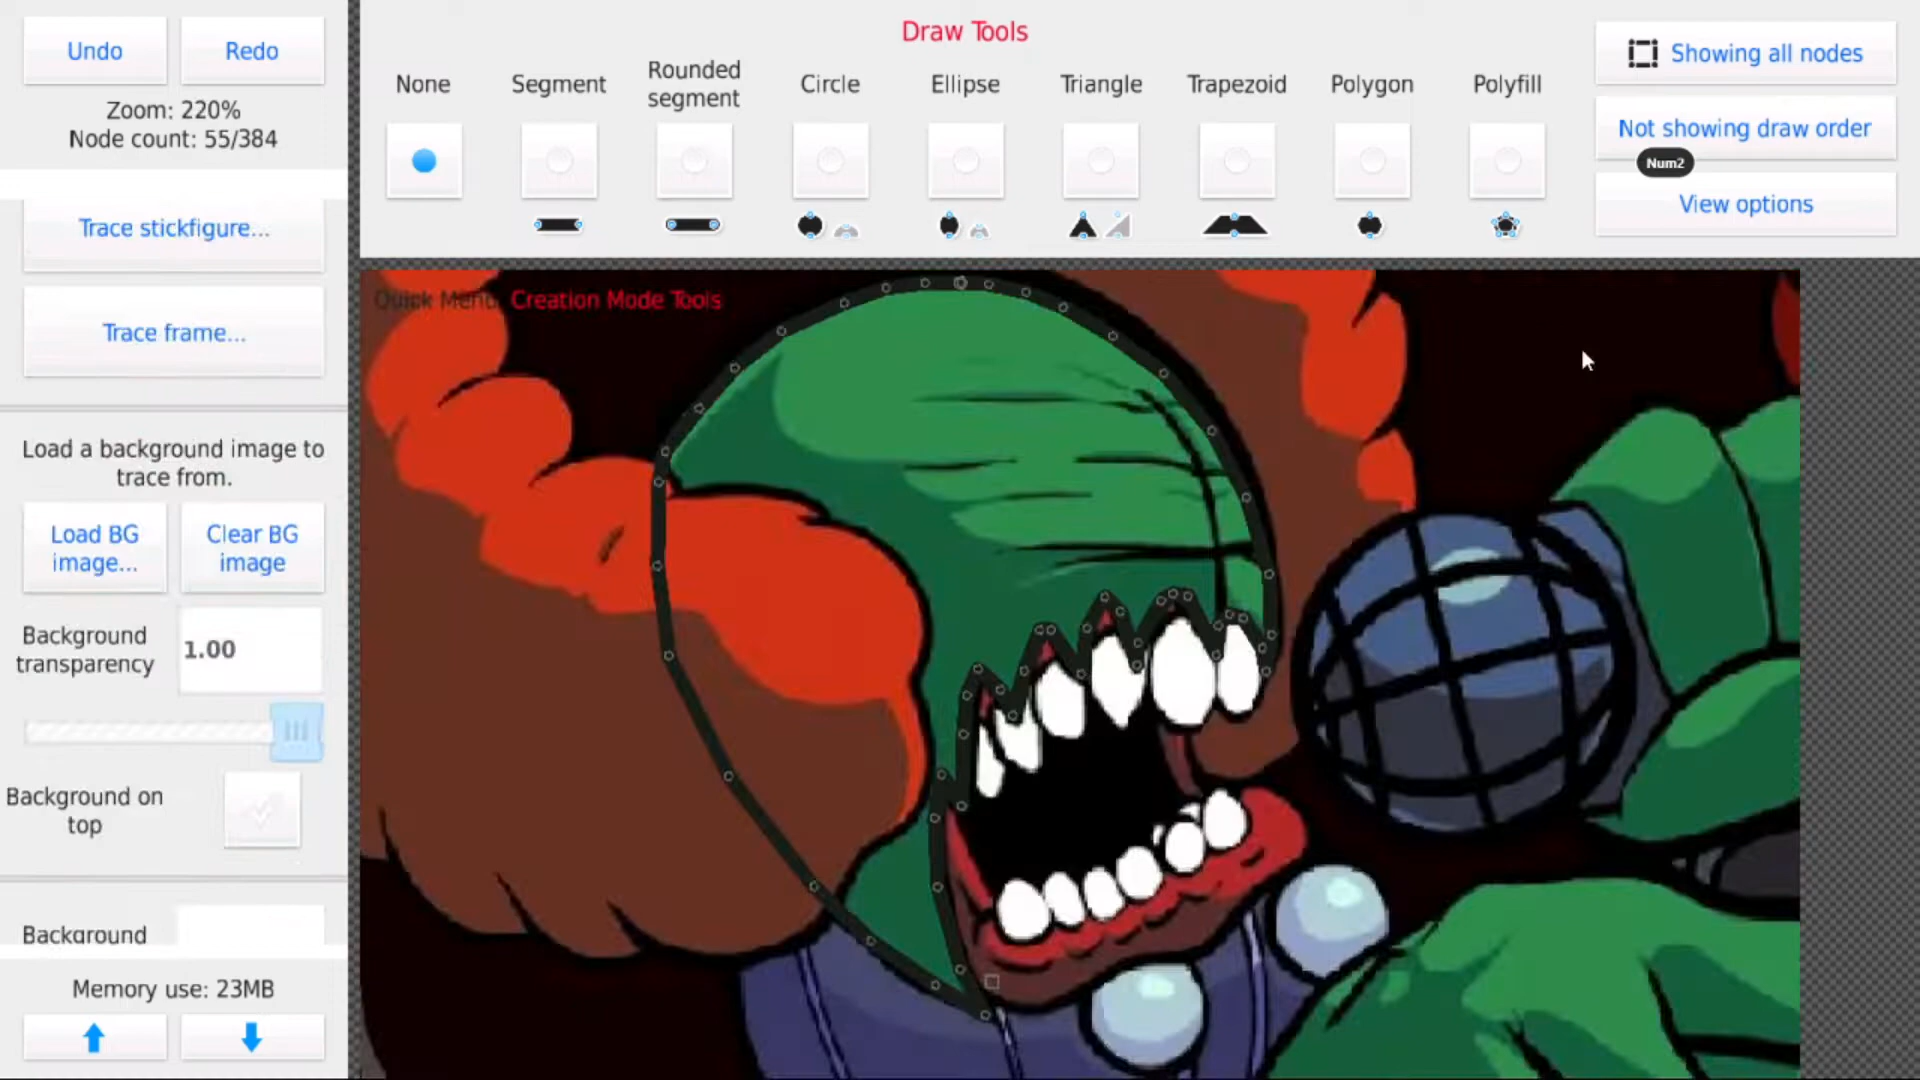 Undo
Redo
Zoom: 220%
Node count: 55/384
Trace stickfigure...
Trace frame...
Load a background image to
trace from.
Load BG
image...
Clear BG
image
Background
transparency
1.00
Background on
top
Background
Memory use: 23MB
Draw Tools
None
Segment
Rounded
segment
Circle
Ellipse
Triangle
Trapezoid
Polygon
Polyfill
Showing all nodes
Not showing draw order
Num2
View options
Quick Menu
Creation Mode Tools